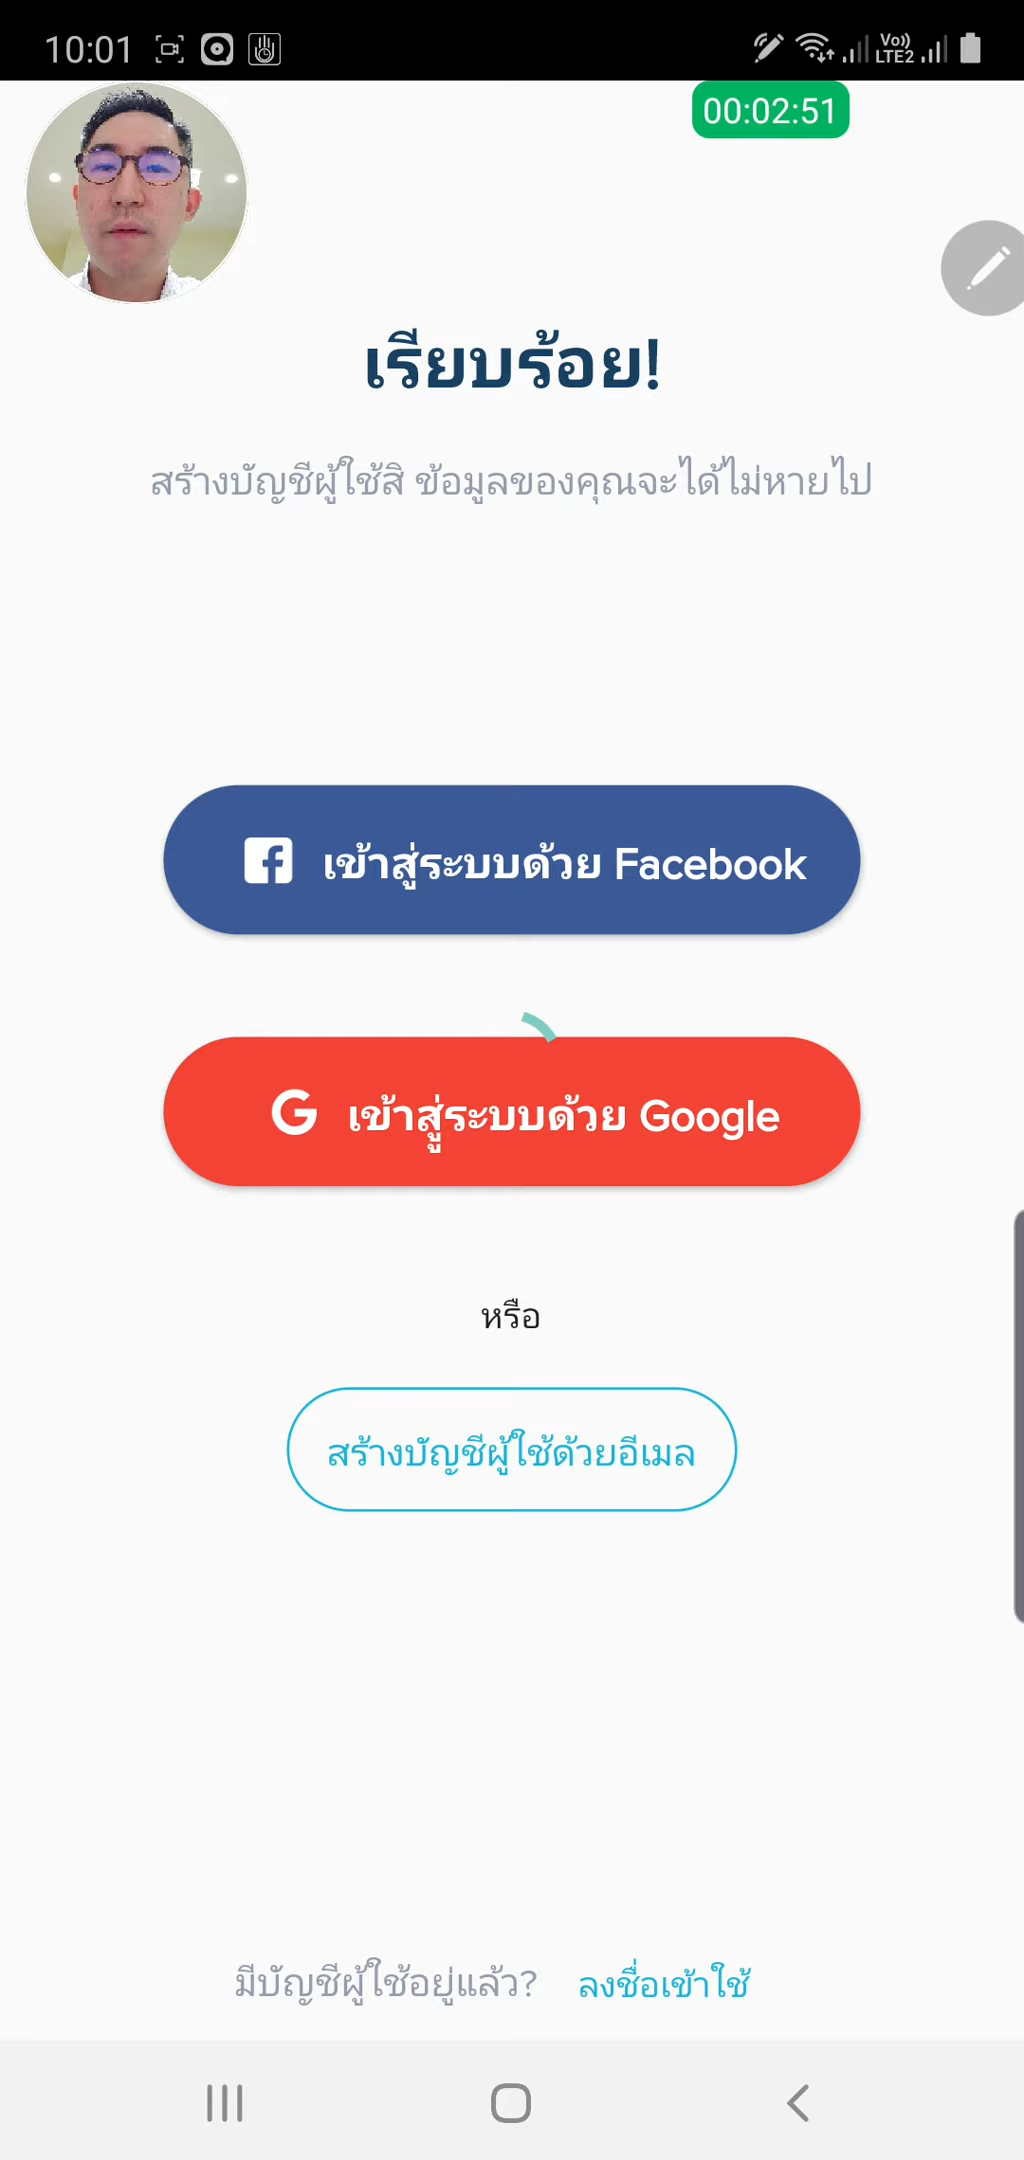 10:01
Vo)) LTE2
00:02:51
เรียบร้อย!
สร้างบัญชีผู้ใช้สิ ข้อมูลของคุณจะได้ไม่หายไป
เข้าสู่ระบบด้วย Facebook
เข้าสู่ระบบด้วย Google
หรือ
สร้างบัญชีผู้ใช้ด้วยอีเมล
มีบัญชีผู้ใช้อยู่แล้ว? ลงชื่อเข้าใช้